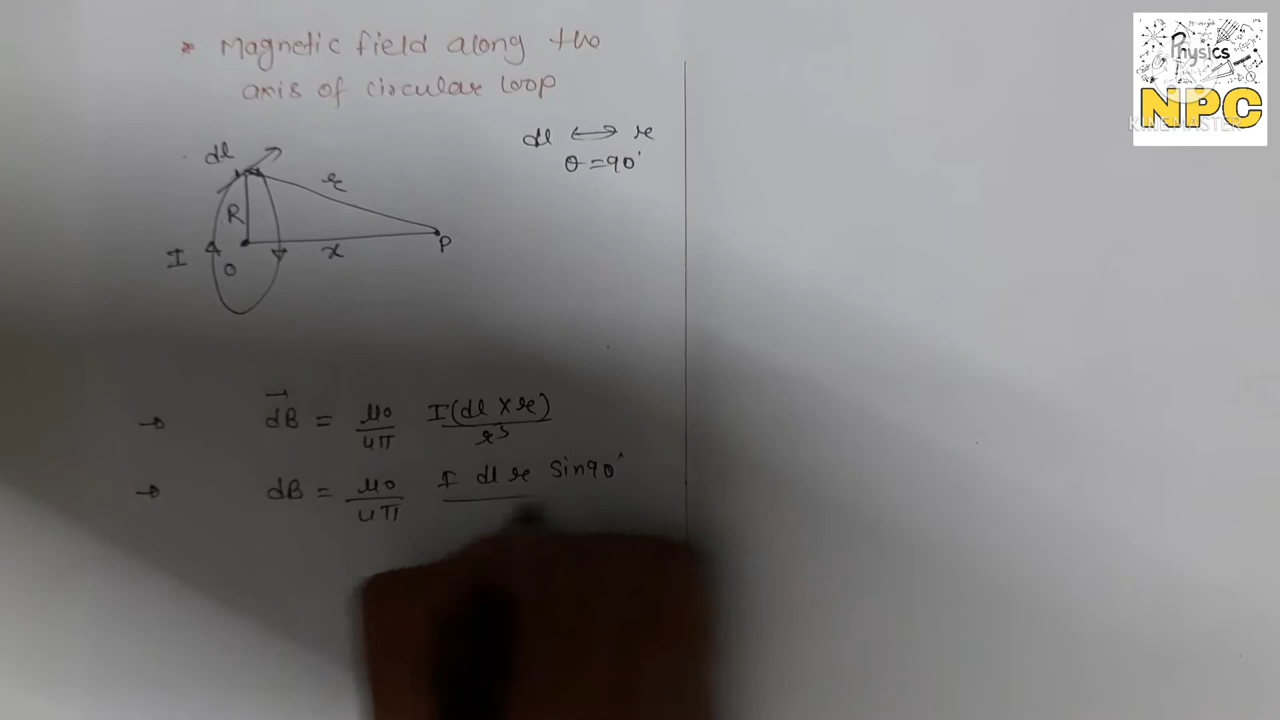 * Magnetic field along the
axis of circular loop
dl ⟷ r
θ = 90°
dl
r
R
I
O
x
P
→ dB⃗ = μ0/4π I(dl × r)/r³
→ dB = μ0/4π I dl r Sin90°
Physics
NPC
KINEMASTER